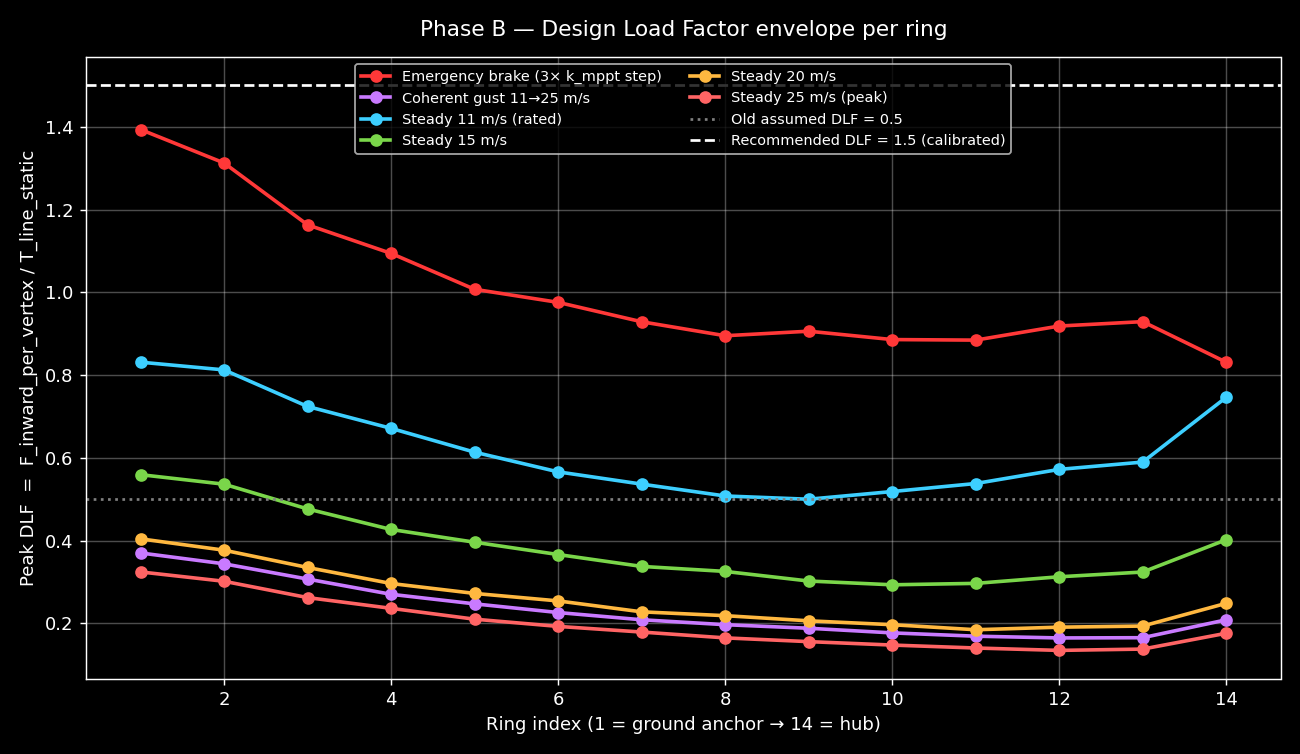 Phase B — Design Load Factor envelope per ring
Emergency brake (3× k_mppt step)
Coherent gust 11→25 m/s
Steady 11 m/s (rated)
Steady 15 m/s
Steady 20 m/s
Steady 25 m/s (peak)
Old assumed DLF = 0.5
Recommended DLF = 1.5 (calibrated)
Peak DLF = F_inward_per_vertex / T_line_static
1.4
1.2
1.0
0.8
0.6
0.4
0.2
2 4 6 8 10 12 14
Ring index (1 = ground anchor → 14 = hub)